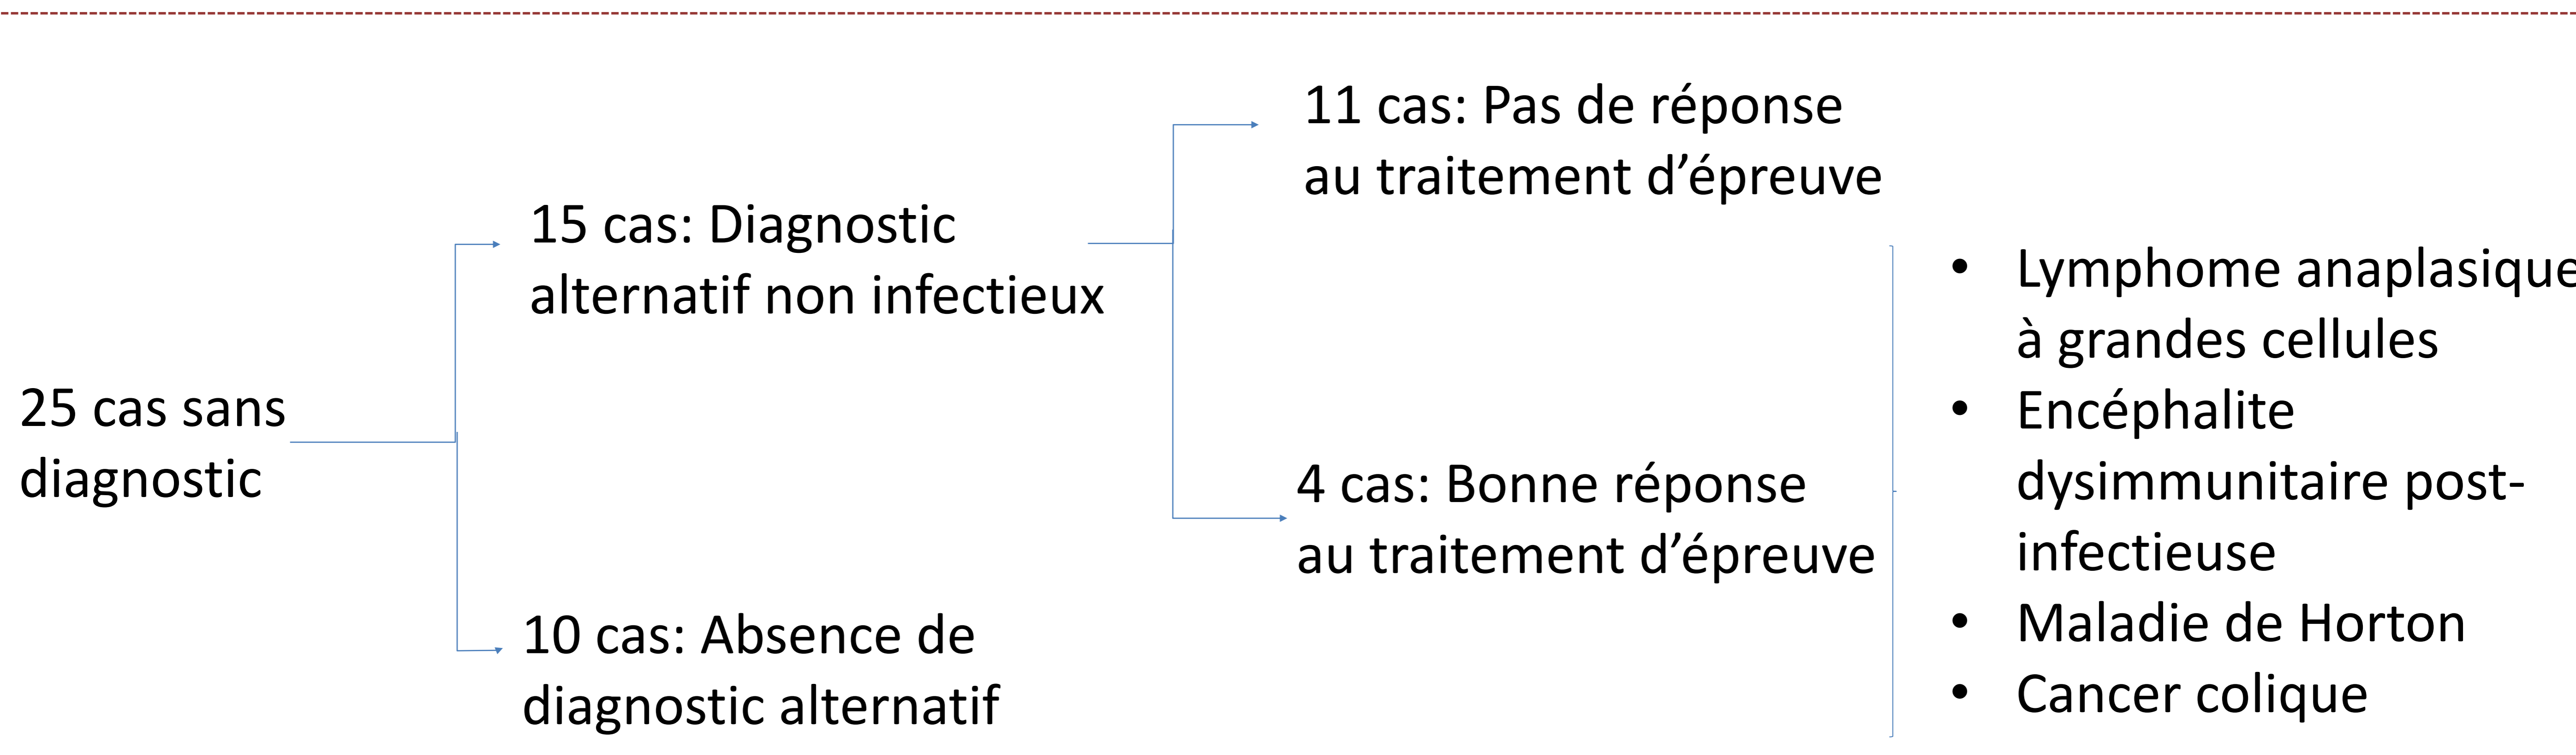 25 cas sans
diagnostic
15 cas: Diagnostic
alternatif non infectieux
10 cas: Absence de
diagnostic alternatif
11 cas: Pas de réponse
au traitement d’épreuve
4 cas: Bonne réponse
au traitement d’épreuve
• Lymphome anaplasique
à grandes cellules
• Encéphalite
dysimmunitaire post-
infectieuse
• Maladie de Horton
• Cancer colique